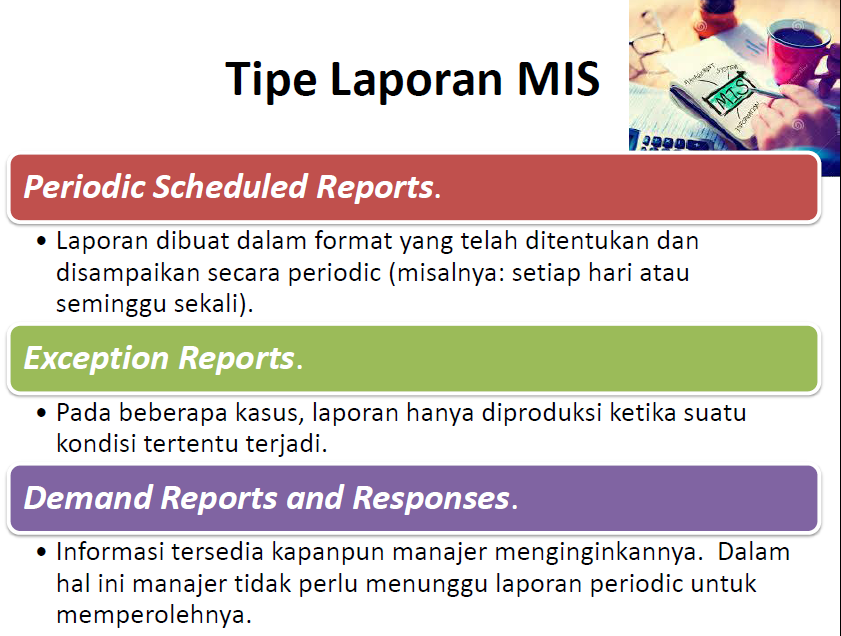 Tipe Laporan MIS
MANAGEMENT
SYSTEM
MIS
INFORMATION
Periodic Scheduled Reports.
• Laporan dibuat dalam format yang telah ditentukan dan
disampaikan secara periodic (misalnya: setiap hari atau
seminggu sekali).
Exception Reports.
• Pada beberapa kasus, laporan hanya diproduksi ketika suatu
kondisi tertentu terjadi.
Demand Reports and Responses.
• Informasi tersedia kapanpun manajer menginginkannya.  Dalam
hal ini manajer tidak perlu menunggu laporan periodic untuk
memperolehnya.